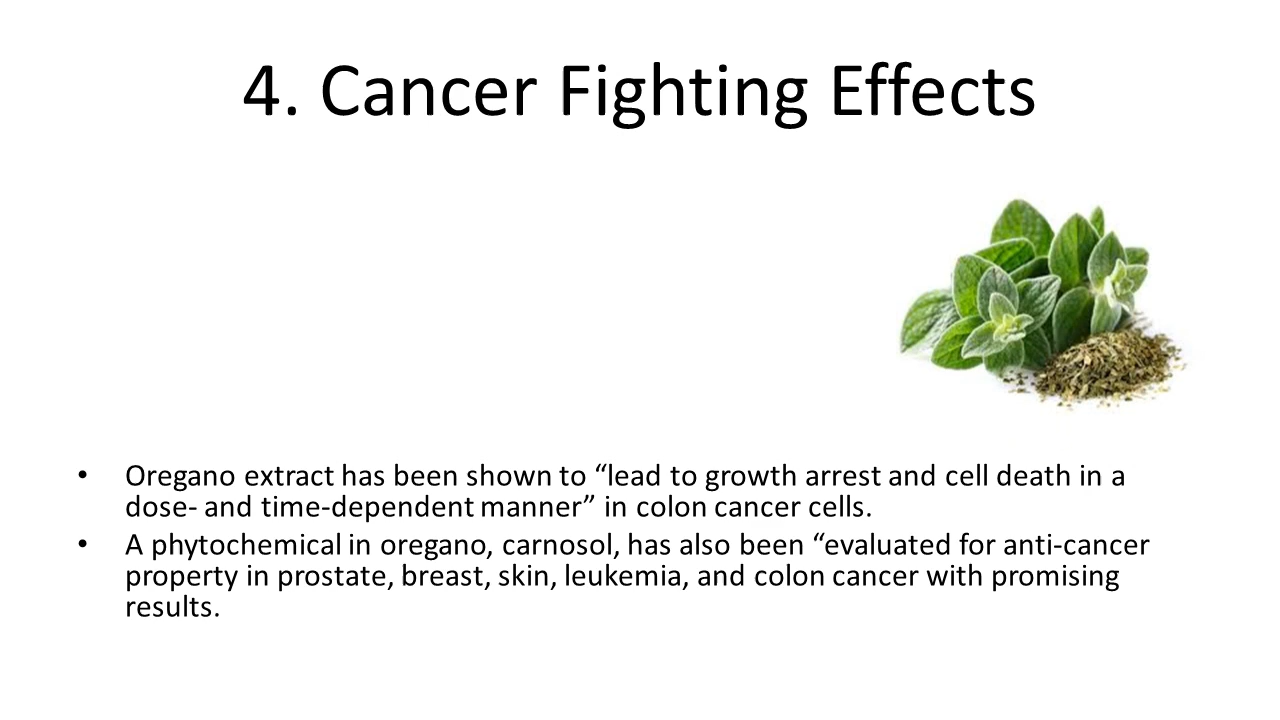 4. Cancer Fighting Effects
• Oregano extract has been shown to “lead to growth arrest and cell death in a
dose- and time-dependent manner” in colon cancer cells.
• A phytochemical in oregano, carnosol, has also been “evaluated for anti-cancer
property in prostate, breast, skin, leukemia, and colon cancer with promising
results.